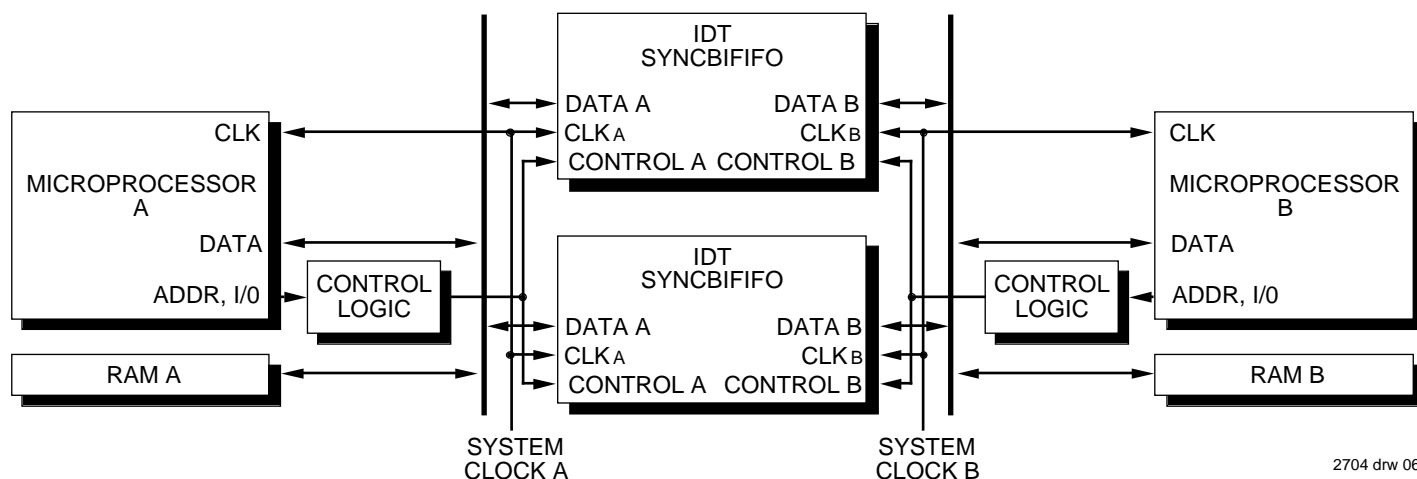 IDT
SYNCBIFIFO
DATA A DATA B
CLKA CLKB
CONTROL A CONTROL B
CLK
MICROPROCESSOR
A
DATA
ADDR, I/0
CONTROL
LOGIC
RAM A
IDT
SYNCBIFIFO
DATA A DATA B
CLKA CLKB
CONTROL A CONTROL B
CLK
MICROPROCESSOR
B
DATA
ADDR, I/0
CONTROL
LOGIC
RAM B
SYSTEM
CLOCK A
SYSTEM
CLOCK B
2704 drw 06